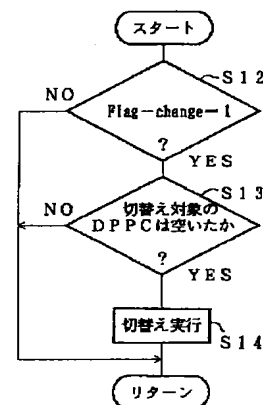 スタート
S12
NO
Flag-change=1
?
YES
S13
NO
切替え対象の
DPPCは空いたか
?
YES
切替え実行
S14
リターン